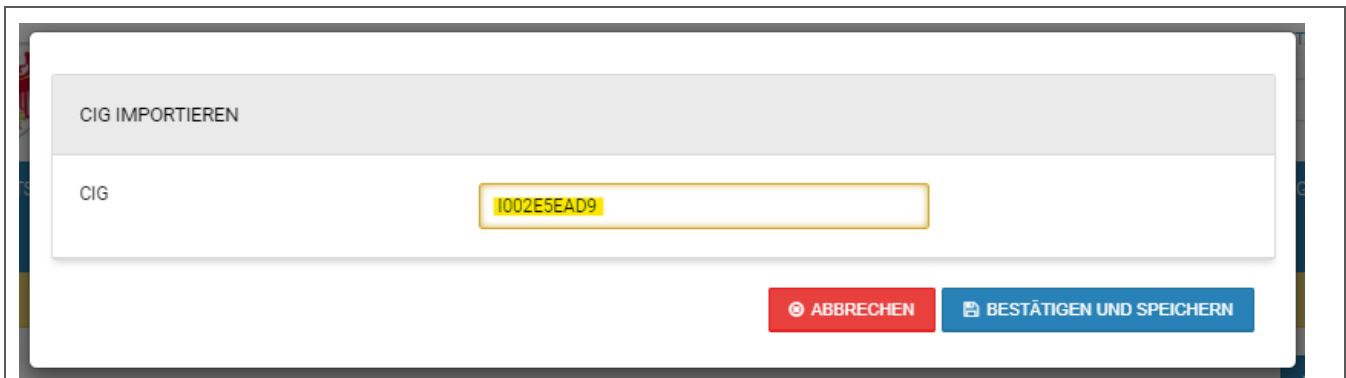 CIG IMPORTIEREN
CIG
I002E5EAD9
ABBRECHEN
BESTÄTIGEN UND SPEICHERN